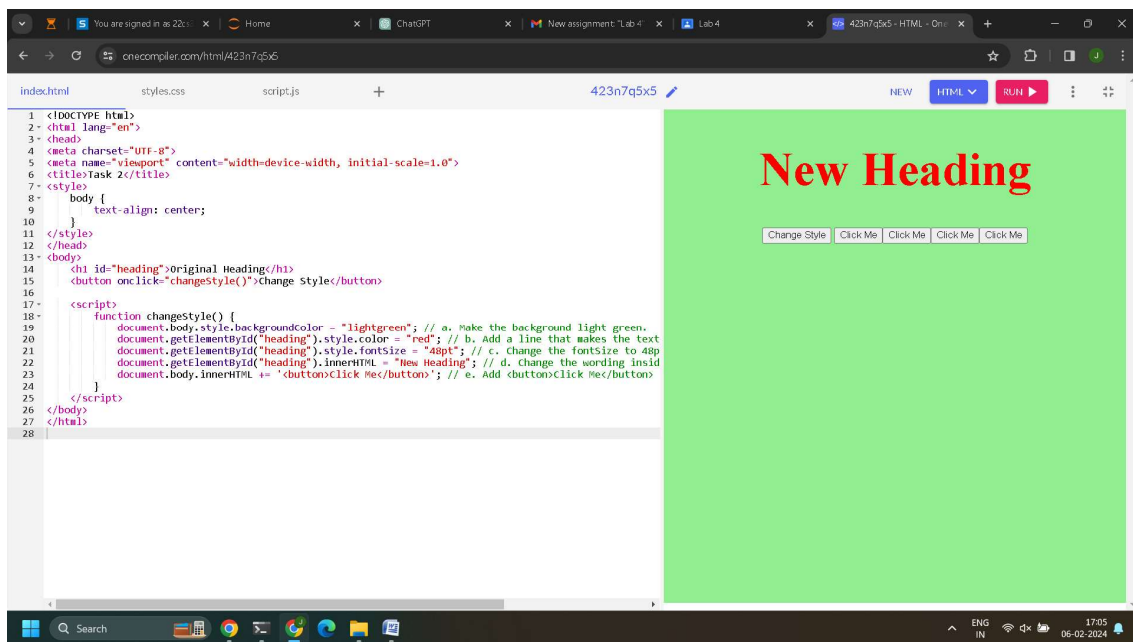 You are signed in as 22cs
Home
ChatGPT
New assignment: "Lab 4"
Lab 4
423n7q5x5 - HTML - One
onecompiler.com/html/423n7q5x5
J
index.html styles.css script.js +
423n7q5x5
NEW HTML RUN
1 <!DOCTYPE html>
2 <html lang="en">
3 <head>
4 <meta charset="UTF-8">
5 <meta name="viewport" content="width=device-width, initial-scale=1.0">
6 <title>Task 2</title>
7 <style>
8 body {
9 text-align: center;
10 }
11 </style>
12 </head>
13 <body>
14 <h1 id="heading">Original Heading</h1>
15 <button onclick="changeStyle()">Change Style</button>
16
17 <script>
18 function changeStyle() {
19 document.body.style.backgroundColor = "lightgreen"; // a. Make the background light green.
20 document.getElementById("heading").style.color = "red"; // b. Add a line that makes the text
21 document.getElementById("heading").style.fontSize = "48pt"; // c. Change the fontSize to 48p
22 document.getElementById("heading").innerHTML = "New Heading"; // d. Change the wording insid
23 document.body.innerHTML += '<button>Click Me</button>'; // e. Add <button>Click Me</button>
24 }
25 </script>
26 </body>
27 </html>
28
New Heading
Change Style Click Me Click Me Click Me Click Me
Search
ENG
IN
17:05
06-02-2024